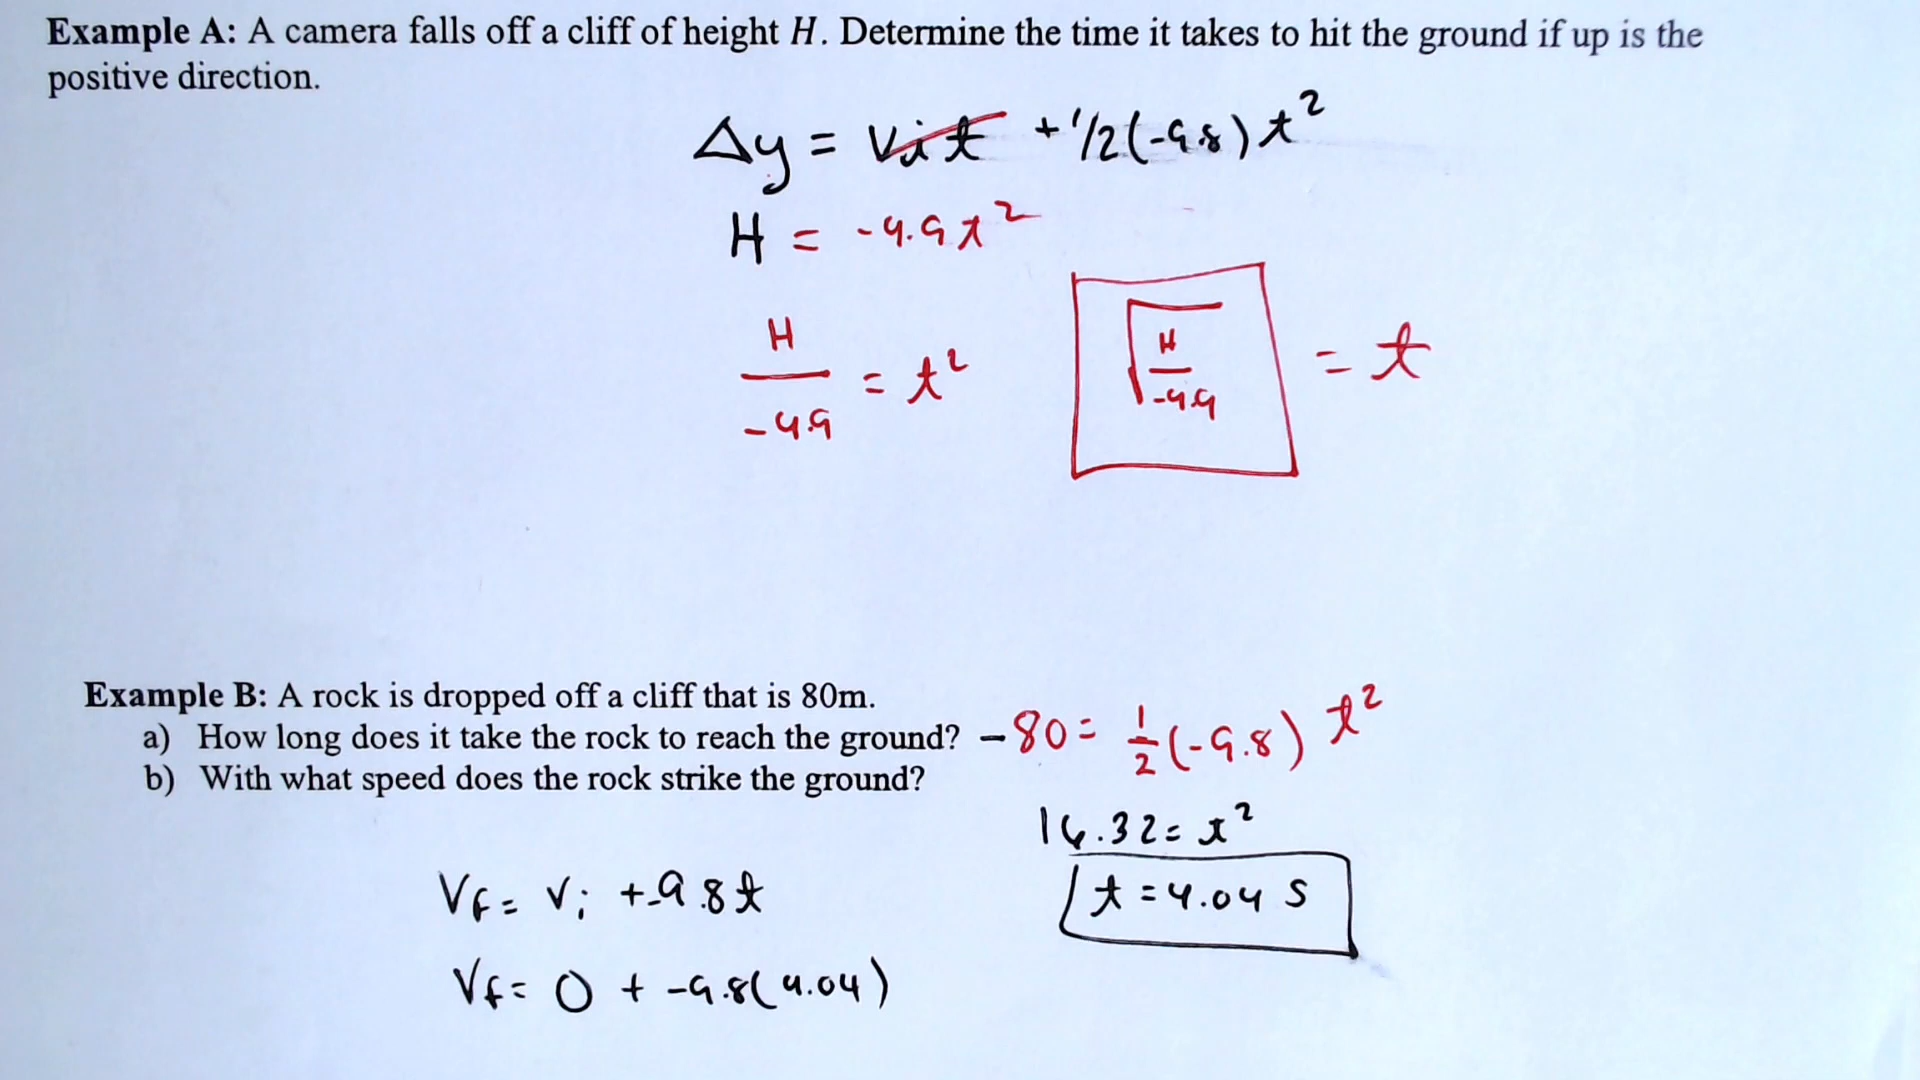 Example A: A camera falls off a cliff of height H. Determine the time it takes to hit the ground if up is the
positive direction.
Δy = vit + 1/2(-9.8)t²
H = -4.9t²
H/-4.9 = t²
√(H/-4.9) = t
Example B: A rock is dropped off a cliff that is 80m.
a) How long does it take the rock to reach the ground?
b) With what speed does the rock strike the ground?
-80 = 1/2 (-9.8) t²
16.32 = t²
t = 4.04 s
Vf = Vi + -9.8t
Vf = 0 + -9.8(4.04)